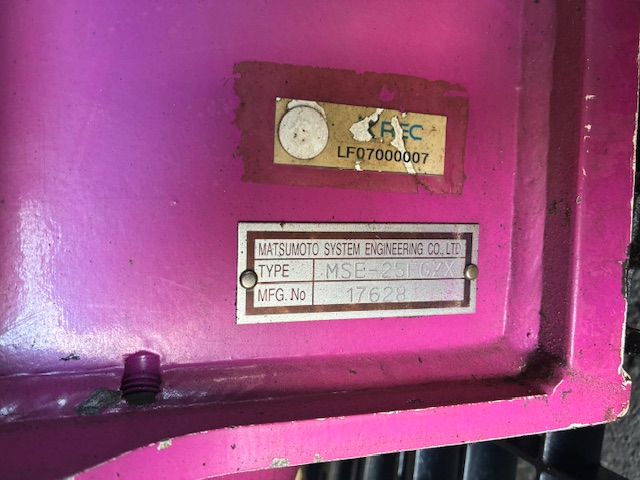 REC
LF07000007
MATSUMOTO SYSTEM ENGINEERING CO., LTD.
TYPE
MFG. No 17628